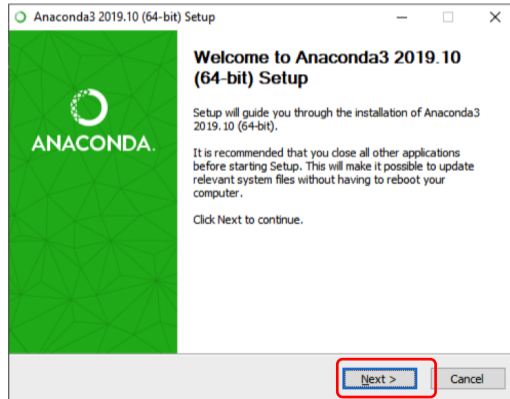 Anaconda3 2019.10 (64-bit) Setup
Welcome to Anaconda3 2019.10
(64-bit) Setup
Setup will guide you through the installation of Anaconda3
2019.10 (64-bit).
ANACONDA.
It is recommended that you close all other applications
before starting Setup. This will make it possible to update
relevant system files without having to reboot your
computer.
Click Next to continue.
Next >
Cancel